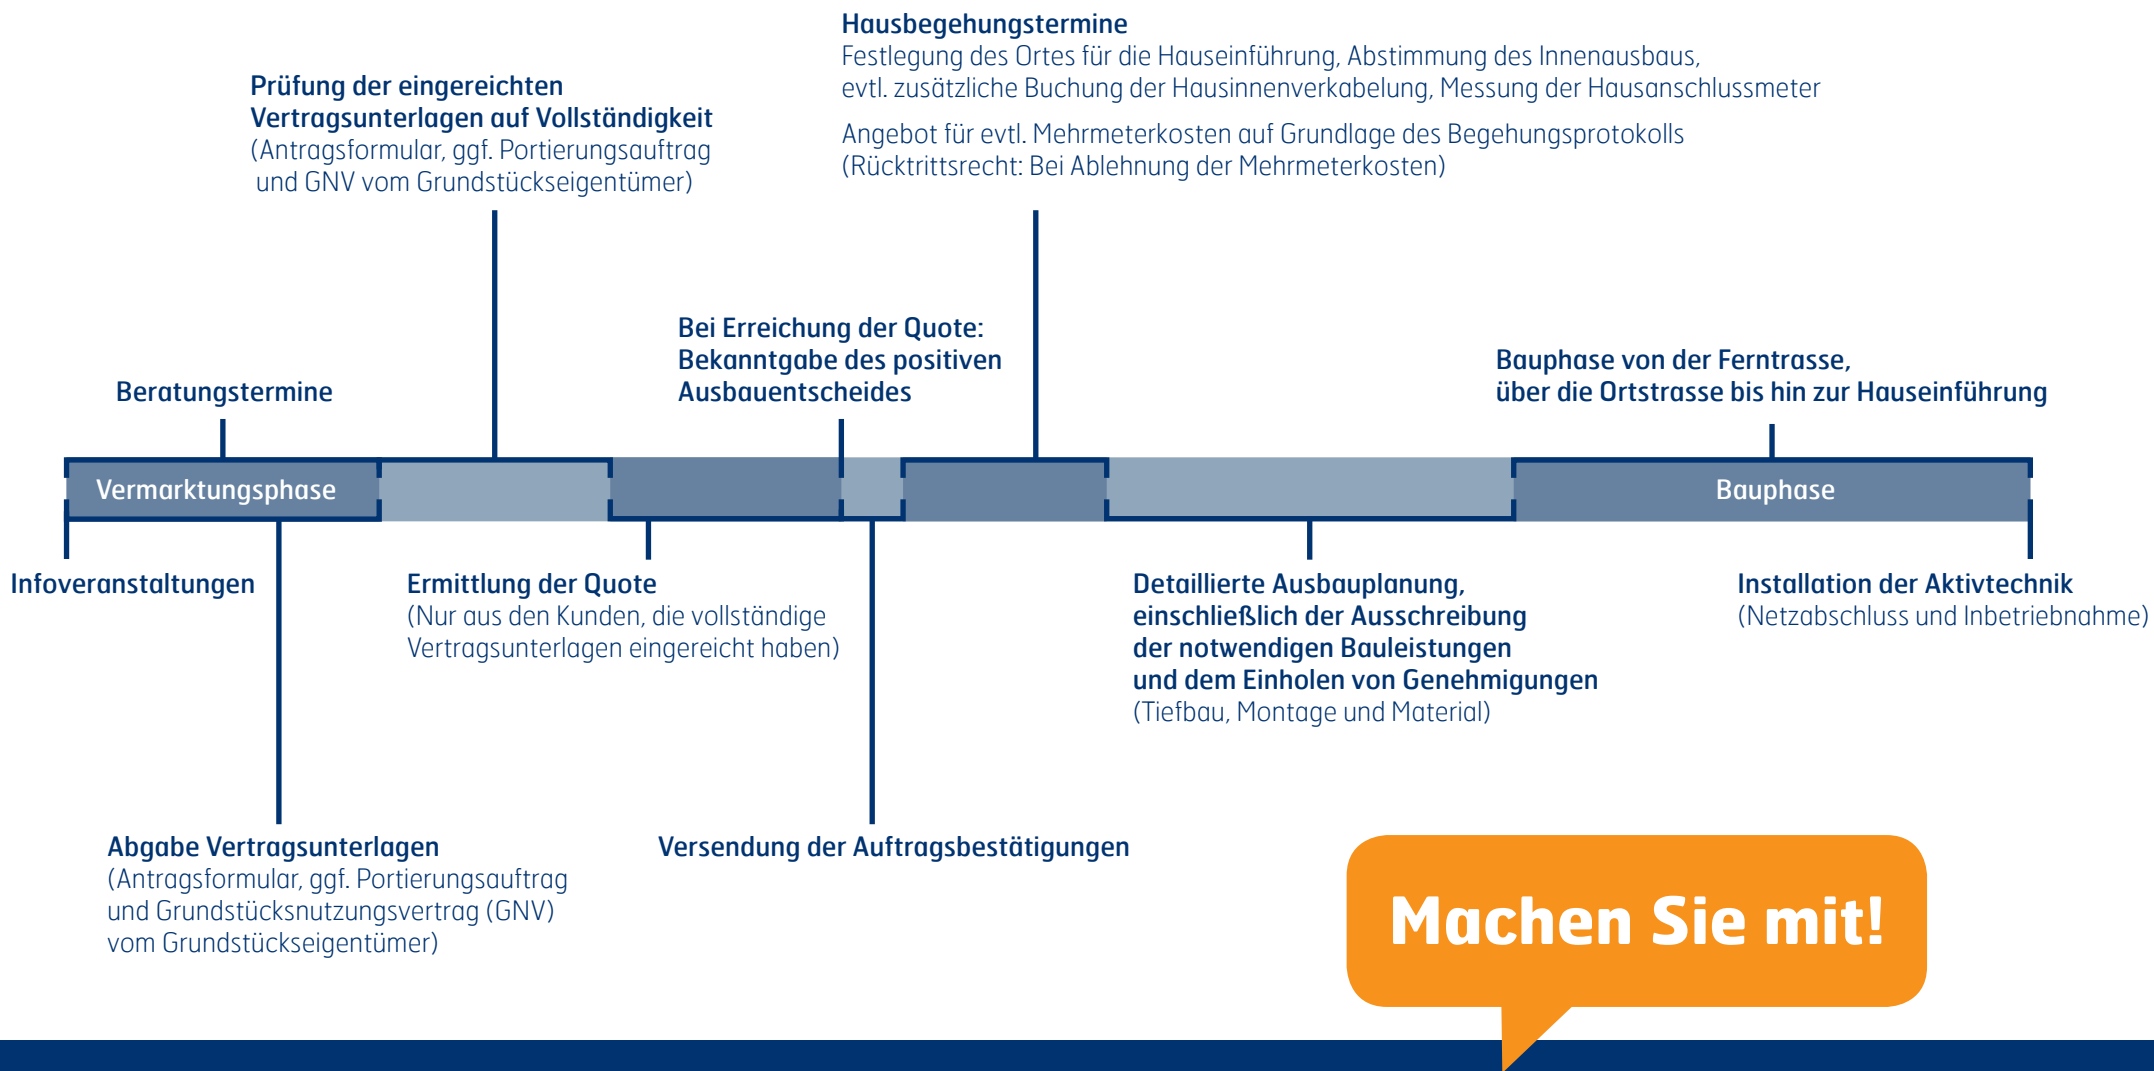 Hausbegehungstermine
Festlegung des Ortes für die Hauseinführung, Abstimmung des Innenausbaus,
evtl. zusätzliche Buchung der Hausinnenverkabelung, Messung der Hausanschlussmeter
Angebot für evtl. Mehrmeterkosten auf Grundlage des Begehungsprotokolls
(Rücktrittsrecht: Bei Ablehnung der Mehrmeterkosten)
Prüfung der eingereichten
Vertragsunterlagen auf Vollständigkeit
(Antragsformular, ggf. Portierungsauftrag
und GNV vom Grundstückseigentümer)
Bei Erreichung der Quote:
Bekanntgabe des positiven
Ausbauentscheides
Beratungstermine
Bauphase von der Ferntrasse,
über die Ortstrasse bis hin zur Hauseinführung
Vermarktungsphase
Bauphase
Infoveranstaltungen
Ermittlung der Quote
(Nur aus den Kunden, die vollständige
Vertragsunterlagen eingereicht haben)
Detaillierte Ausbauplanung,
einschließlich der Ausschreibung
der notwendigen Bauleistungen
und dem Einholen von Genehmigungen
(Tiefbau, Montage und Material)
Installation der Aktivtechnik
(Netzabschluss und Inbetriebnahme)
Abgabe Vertragsunterlagen
(Antragsformular, ggf. Portierungsauftrag
und Grundstücksnutzungsvertrag (GNV)
vom Grundstückseigentümer)
Versendung der Auftragsbestätigungen
Machen Sie mit!